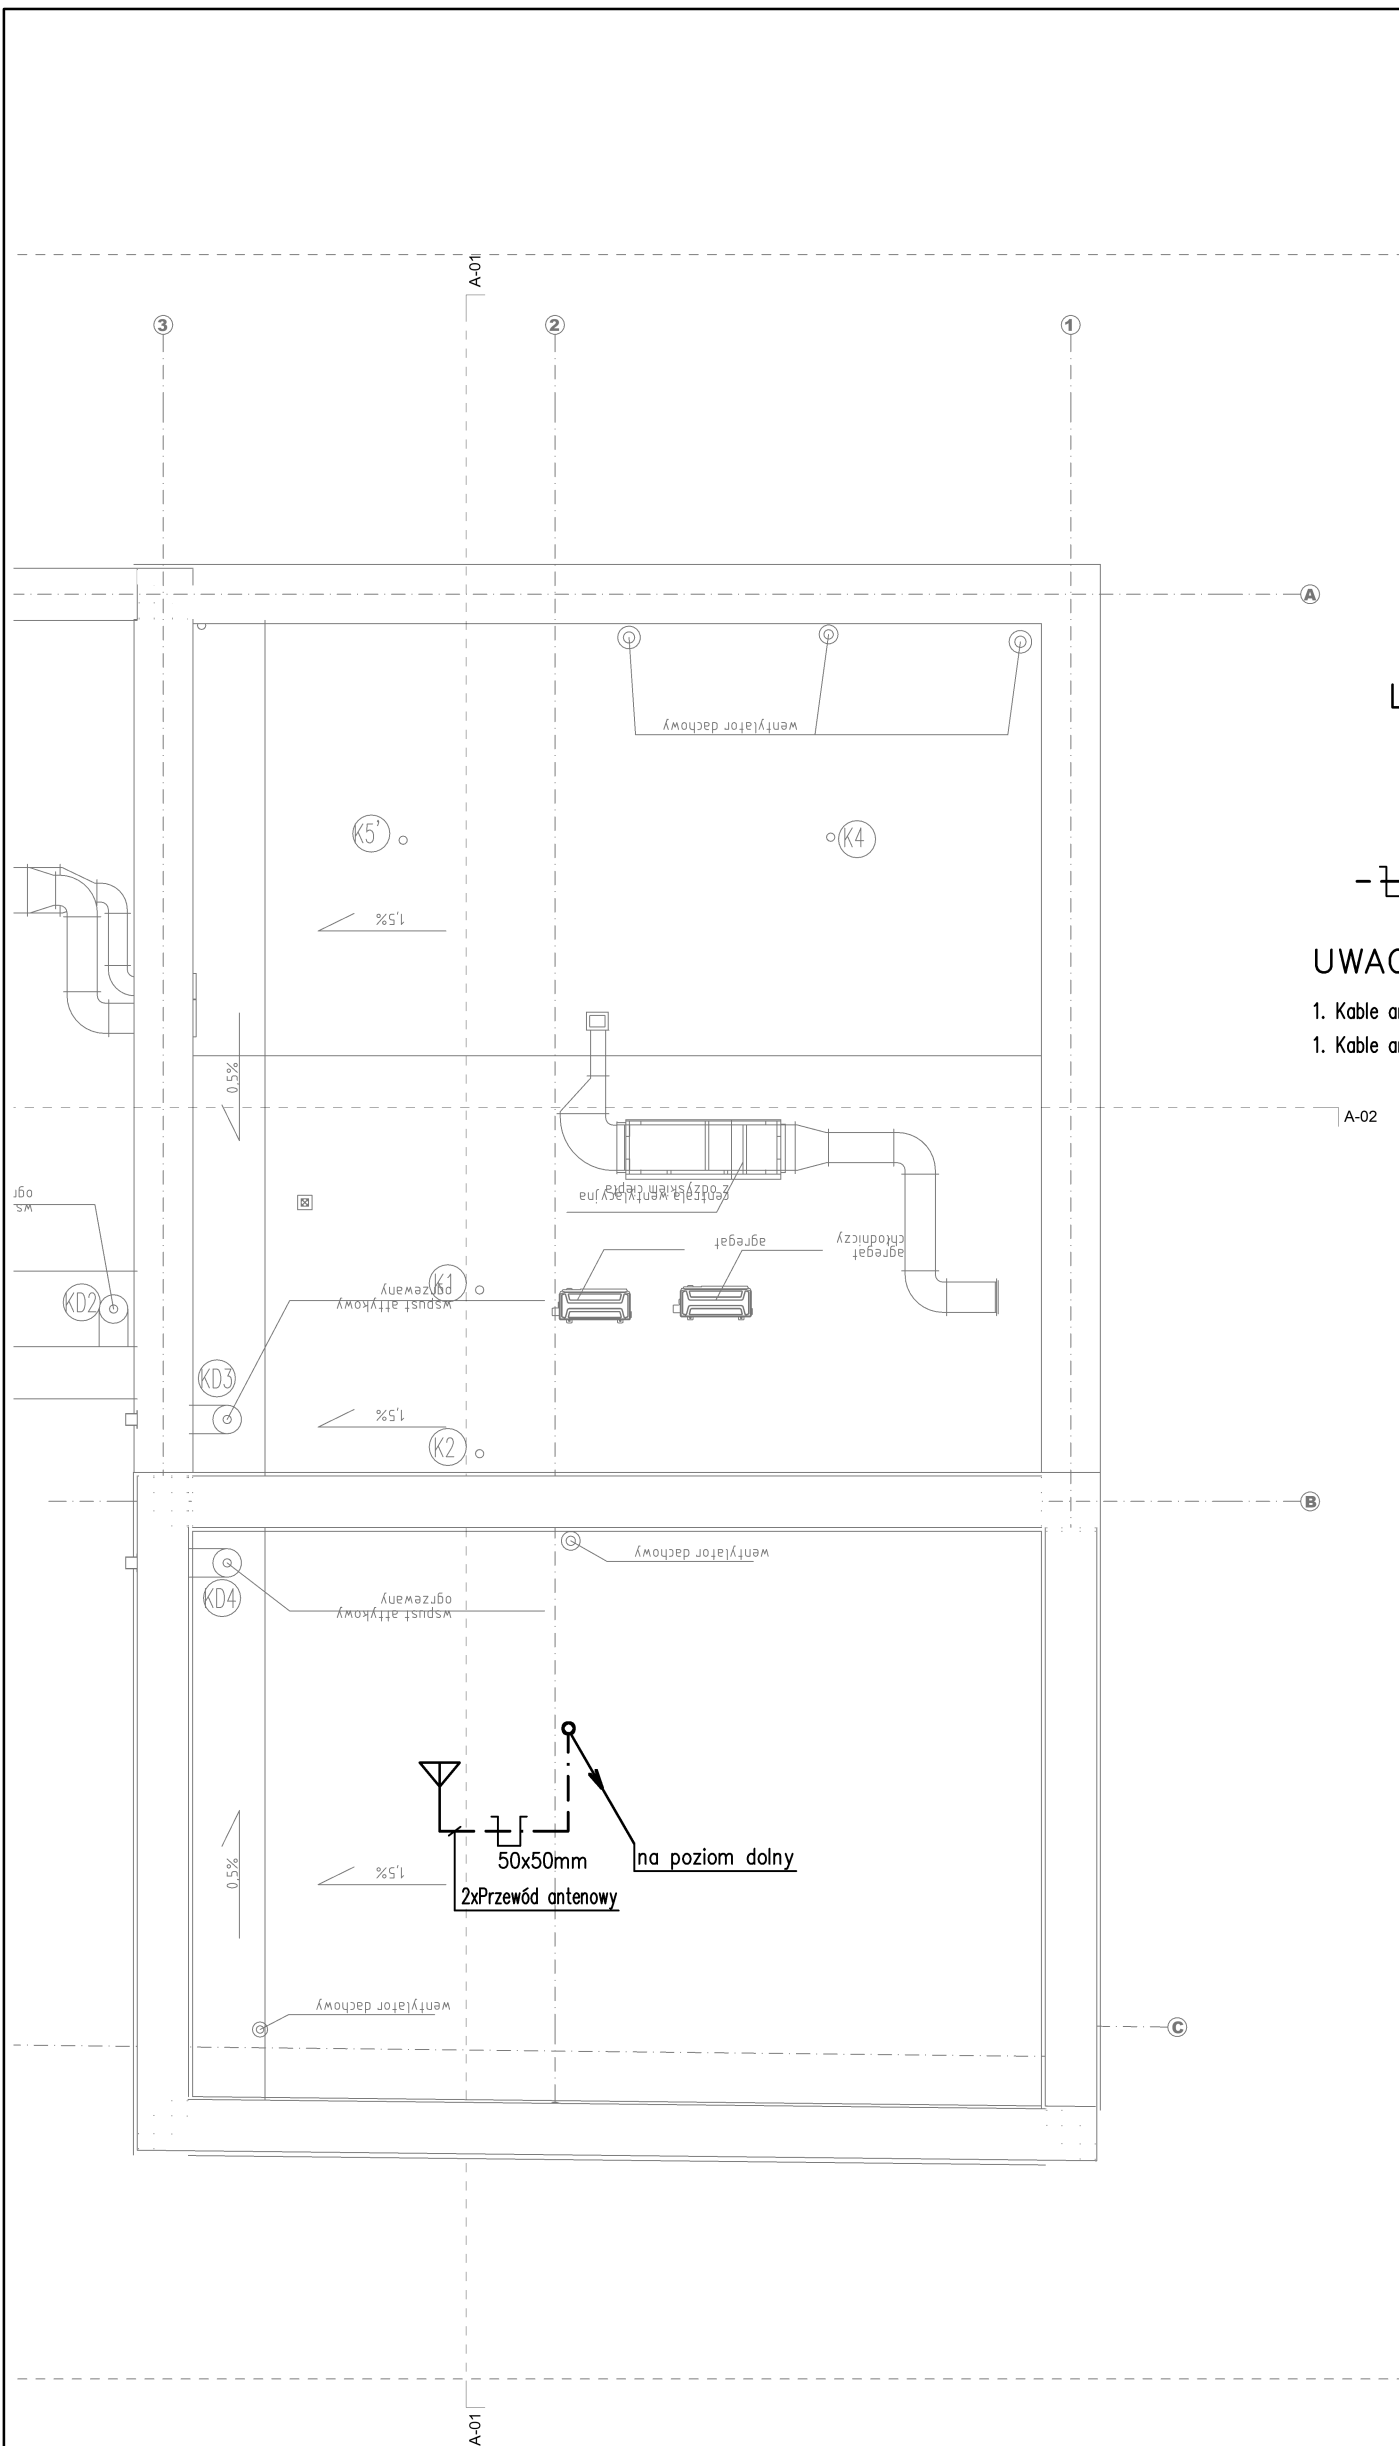 A-01
3
2
1
A
wentylator dachowy
K5'
K4
1,5%
UWAG
1. Kable
1. Kable
0,5%
A-02
z odzyskiem ciepła
centrala wentylacyjna
agregat
chłodniczy
agregat
K1
ogrzewany
wspust attykowy
KD2
KD3
1,5%
K2
B
wentylator dachowy
KD4
ogrzewany
wspust attykowy
50x50mm
na poziom dolny
0,5%
1,5%
2xPrzewód antenowy
wentylator dachowy
C
A-01